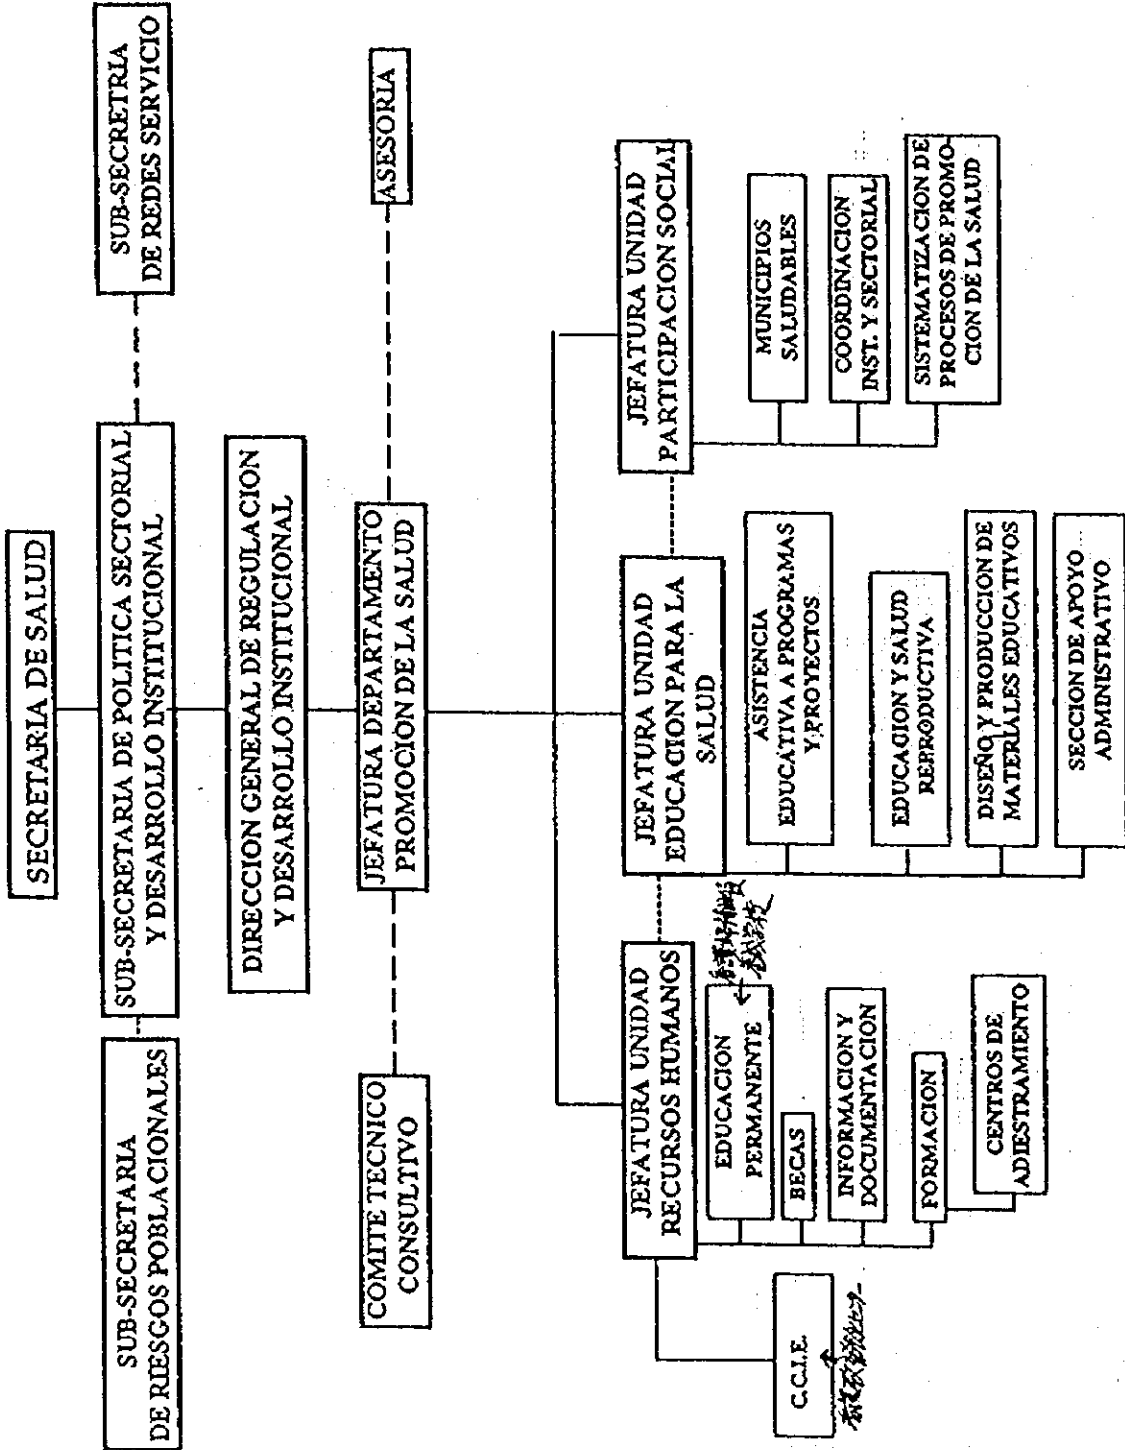 SECRETARIA DE SALUD
SUB-SECRETARIA
DE RIESGOS POBLACIONALES
SUB-SECRETARIA DE POLITICA SECTORIAL
Y DESARROLLO INSTITUCIONAL
SUB-SECRETRIA
DE REDES SERVICIO
DIRECCION GENERAL DE REGULACION
Y DESARROLLO INSTITUCIONAL
COMITE TECNICO
CONSULTIVO
JEFATURA DEPARTAMENTO
PROMOCION DE LA SALUD
ASESORIA
JEFATURA UNIDAD
RECURSOS HUMANOS
C.C.I.E.
EDUCACION
PERMANENTE
BECAS
INFORMACION Y
DOCUMENTACION
FORMACION
CENTROS DE
ADIESTRAMIENTO
JEFATURA UNIDAD
EDUCACION PARA LA
SALUD
ASISTENCIA
EDUCATIVA A PROGRAMAS
Y PROYECTOS
EDUCACION Y SALUD
REPRODUCTIVA
DISEÑO Y PRODUCCION DE
MATERIALES EDUCATIVOS
SECCION DE APOYO
ADMINISTRATIVO
JEFATURA UNIDAD
PARTICIPACION SOCIAL
MUNICIPIOS
SALUDABLES
COORDINACION
INST. Y SECTORIAL
SISTEMATIZACION DE
PROCESOS DE PROMO-
CION DE LA SALUD